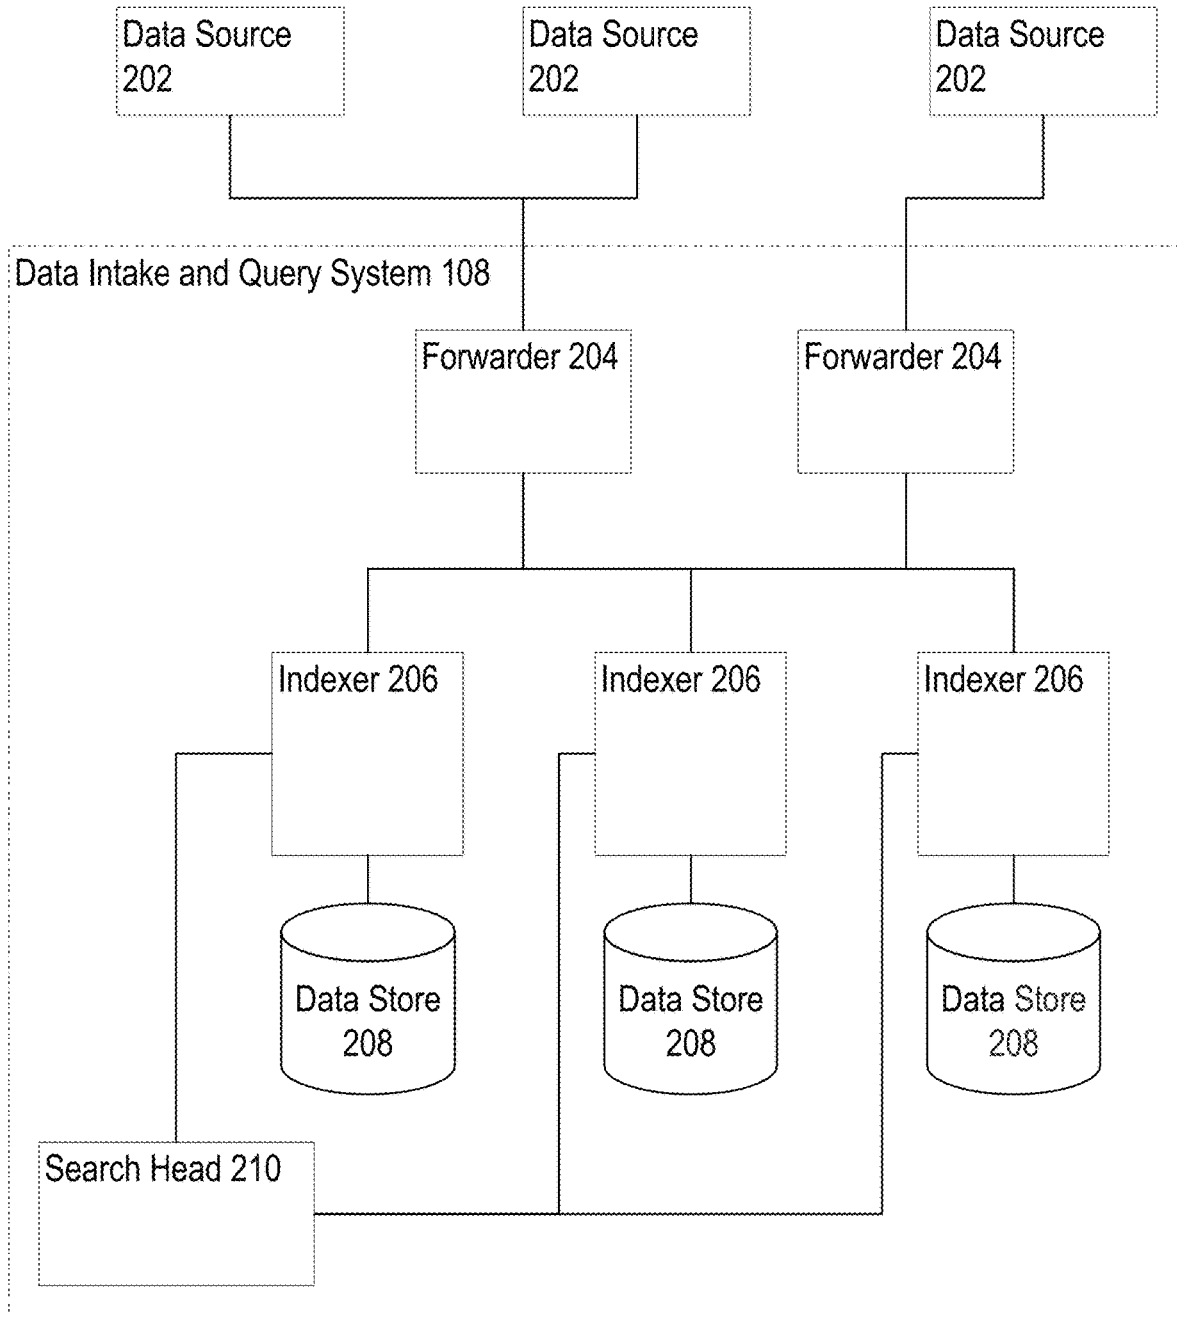 Data Source
202
Data Source
202
Data Source
202
Data Intake and Query System 108
Forwarder 204
Forwarder 204
Indexer 206
Indexer 206
Indexer 206
Data Store
208
Data Store
208
Data Store
208
Search Head 210